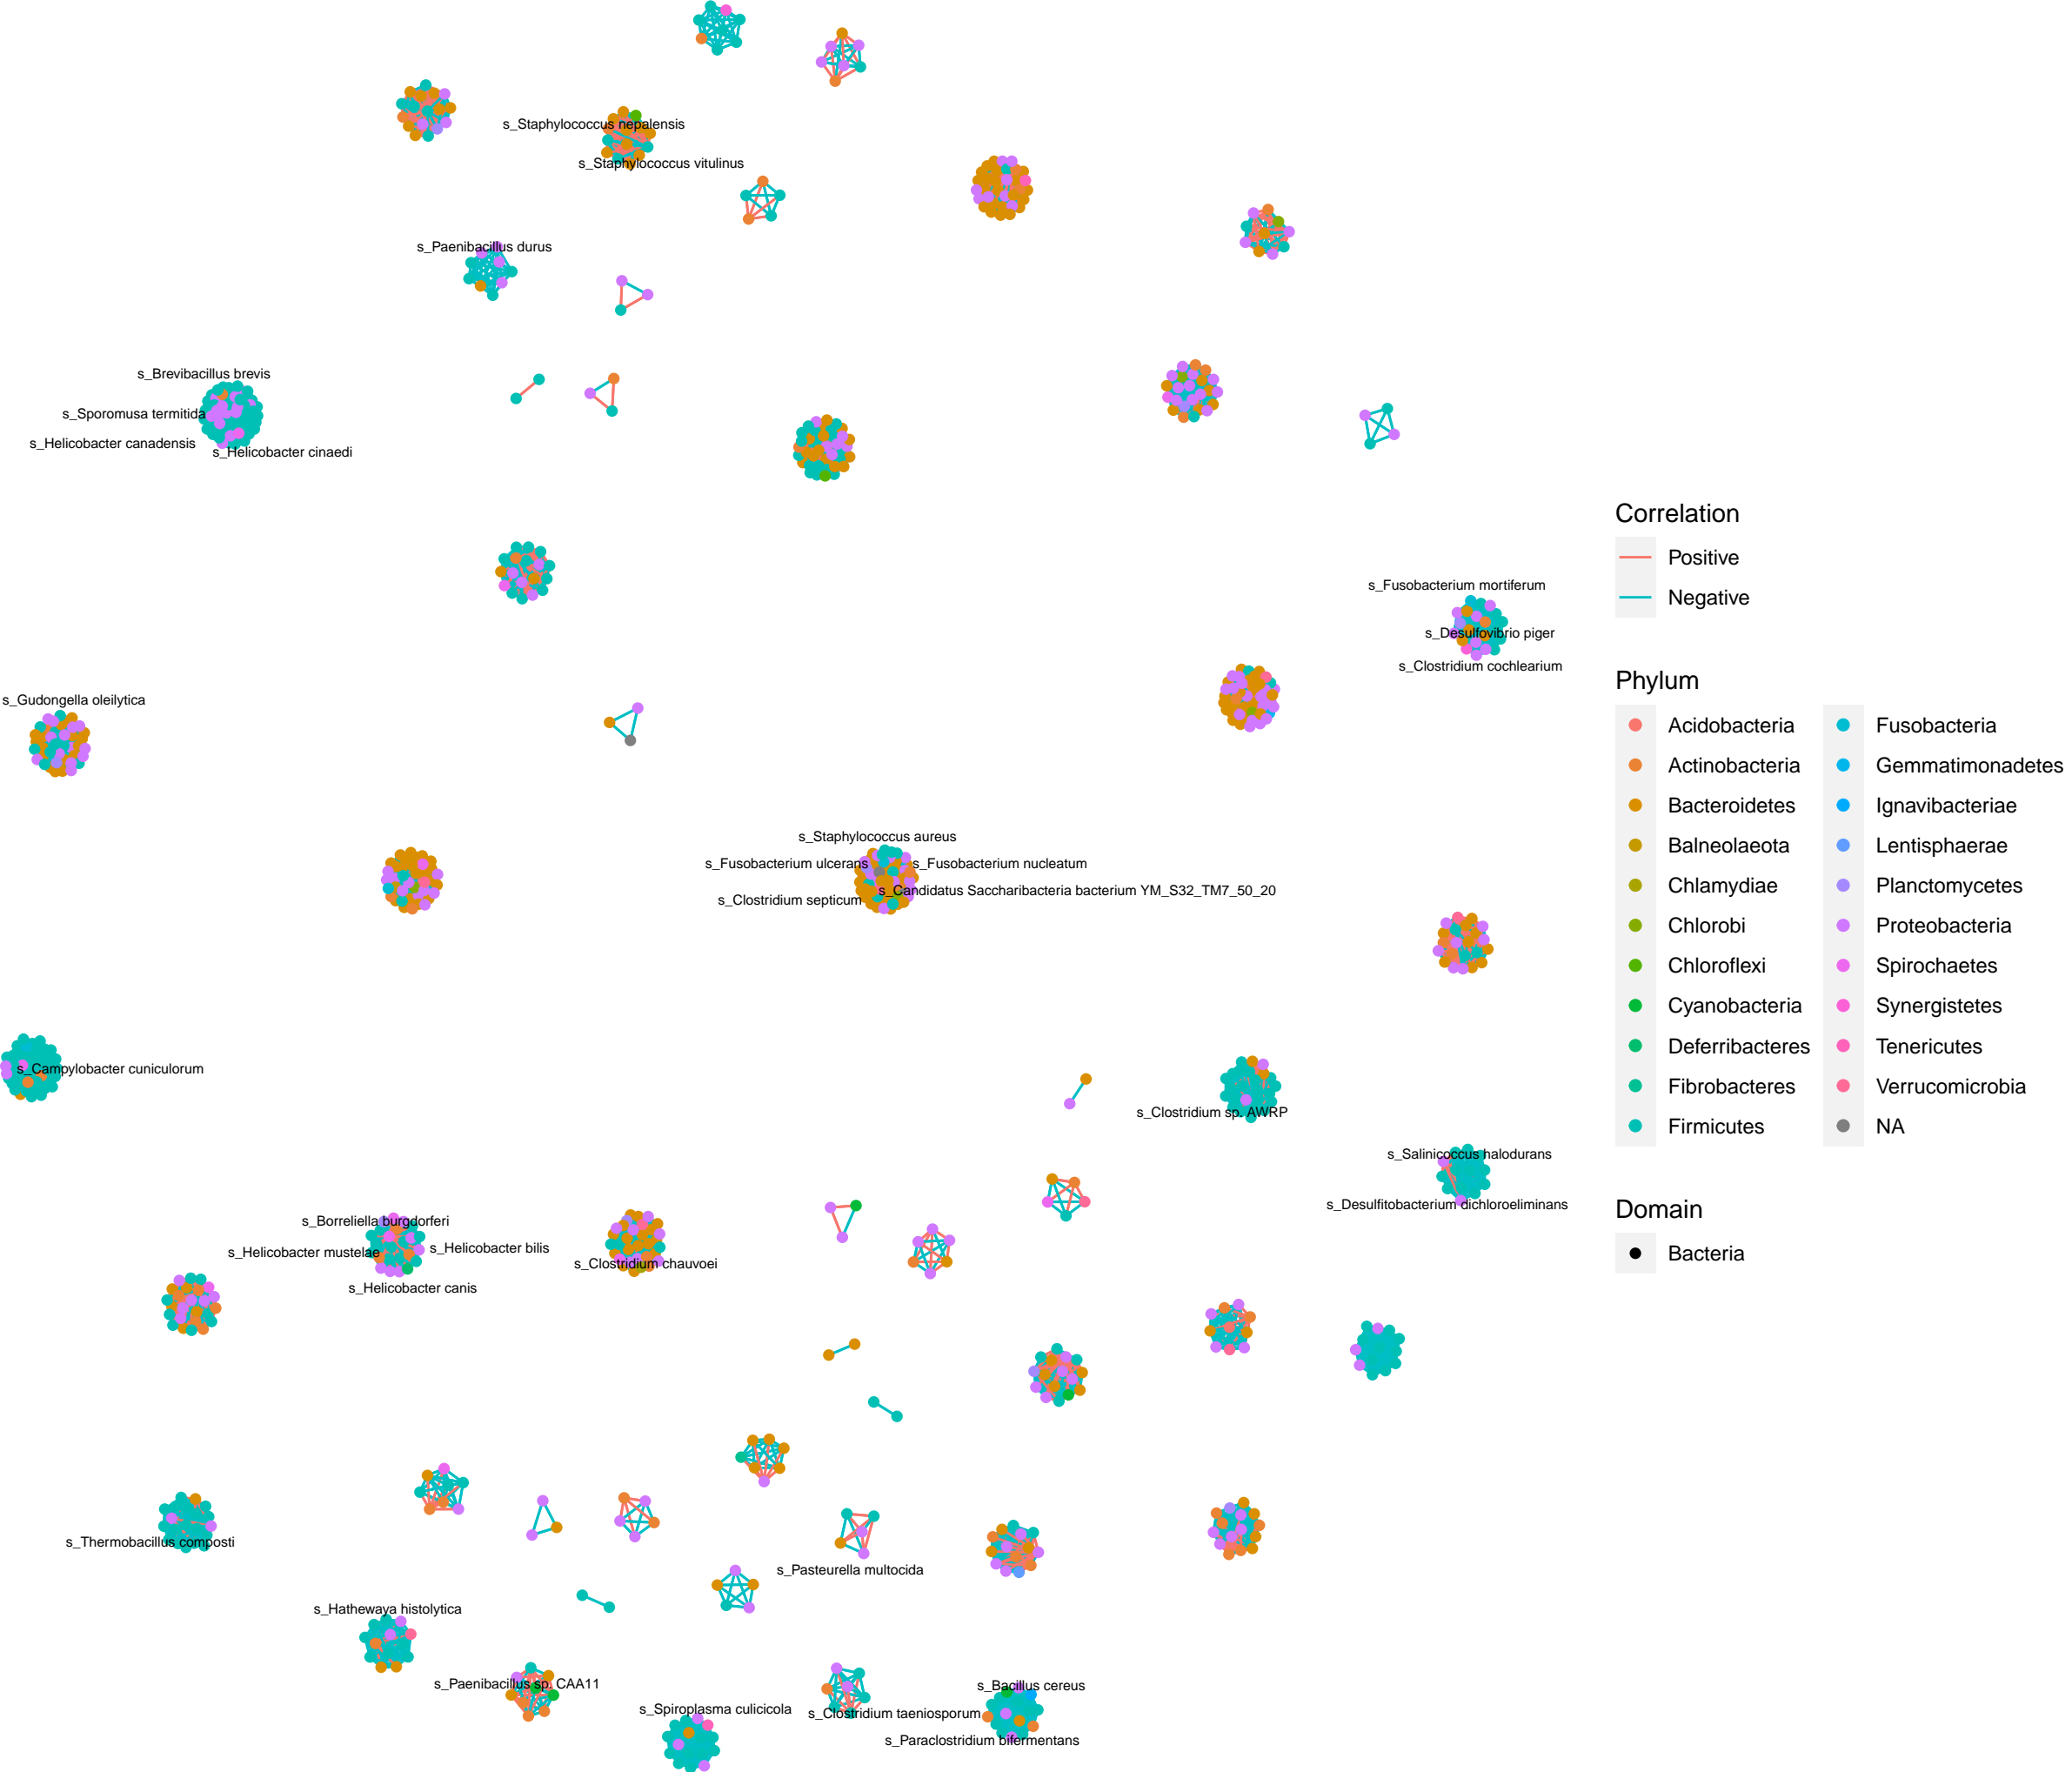 s_Staphylococcus nepalensis
s_Staphylococcus vitulinus
s_Paenibacillus durus
s_Brevibacillus brevis
s_Sporomusa termitida
s_Helicobacter canadensis
s_Helicobacter cinaedi
s_Fusobacterium mortiferum
s_Desulfovibrio piger
s_Clostridium cochlearium
s_Gudongella oleilytica
s_Staphylococcus aureus
s_Fusobacterium ulcerans
s_Fusobacterium nucleatum
s_Candidatus Saccharibacteria bacterium YM_S32_TM7_50_20
s_Clostridium septicum
s_Campylobacter cuniculorum
s_Clostridium sp. AWRP
s_Salinicoccus halodurans
s_Desulfitobacterium dichloroeliminans
s_Borreliella burgdorferi
s_Helicobacter mustelae
s_Helicobacter bilis
s_Helicobacter canis
s_Clostridium chauvoei
s_Thermobacillus composti
s_Pasteurella multocida
s_Hathewaya histolytica
s_Paenibacillus sp. CAA11
s_Spiroplasma culicicola
s_Bacillus cereus
s_Clostridium taeniosporum
s_Paraclostridium bifermentans
Correlation
Positive
Negative
Phylum
Acidobacteria
Actinobacteria
Bacteroidetes
Balneolaeota
Chlamydiae
Chlorobi
Chloroflexi
Cyanobacteria
Deferribacteres
Fibrobacteres
Firmicutes
Fusobacteria
Gemmatimonadetes
Ignavibacteriae
Lentisphaerae
Planctomycetes
Proteobacteria
Spirochaetes
Synergistetes
Tenericutes
Verrucomicrobia
NA
Domain
Bacteria